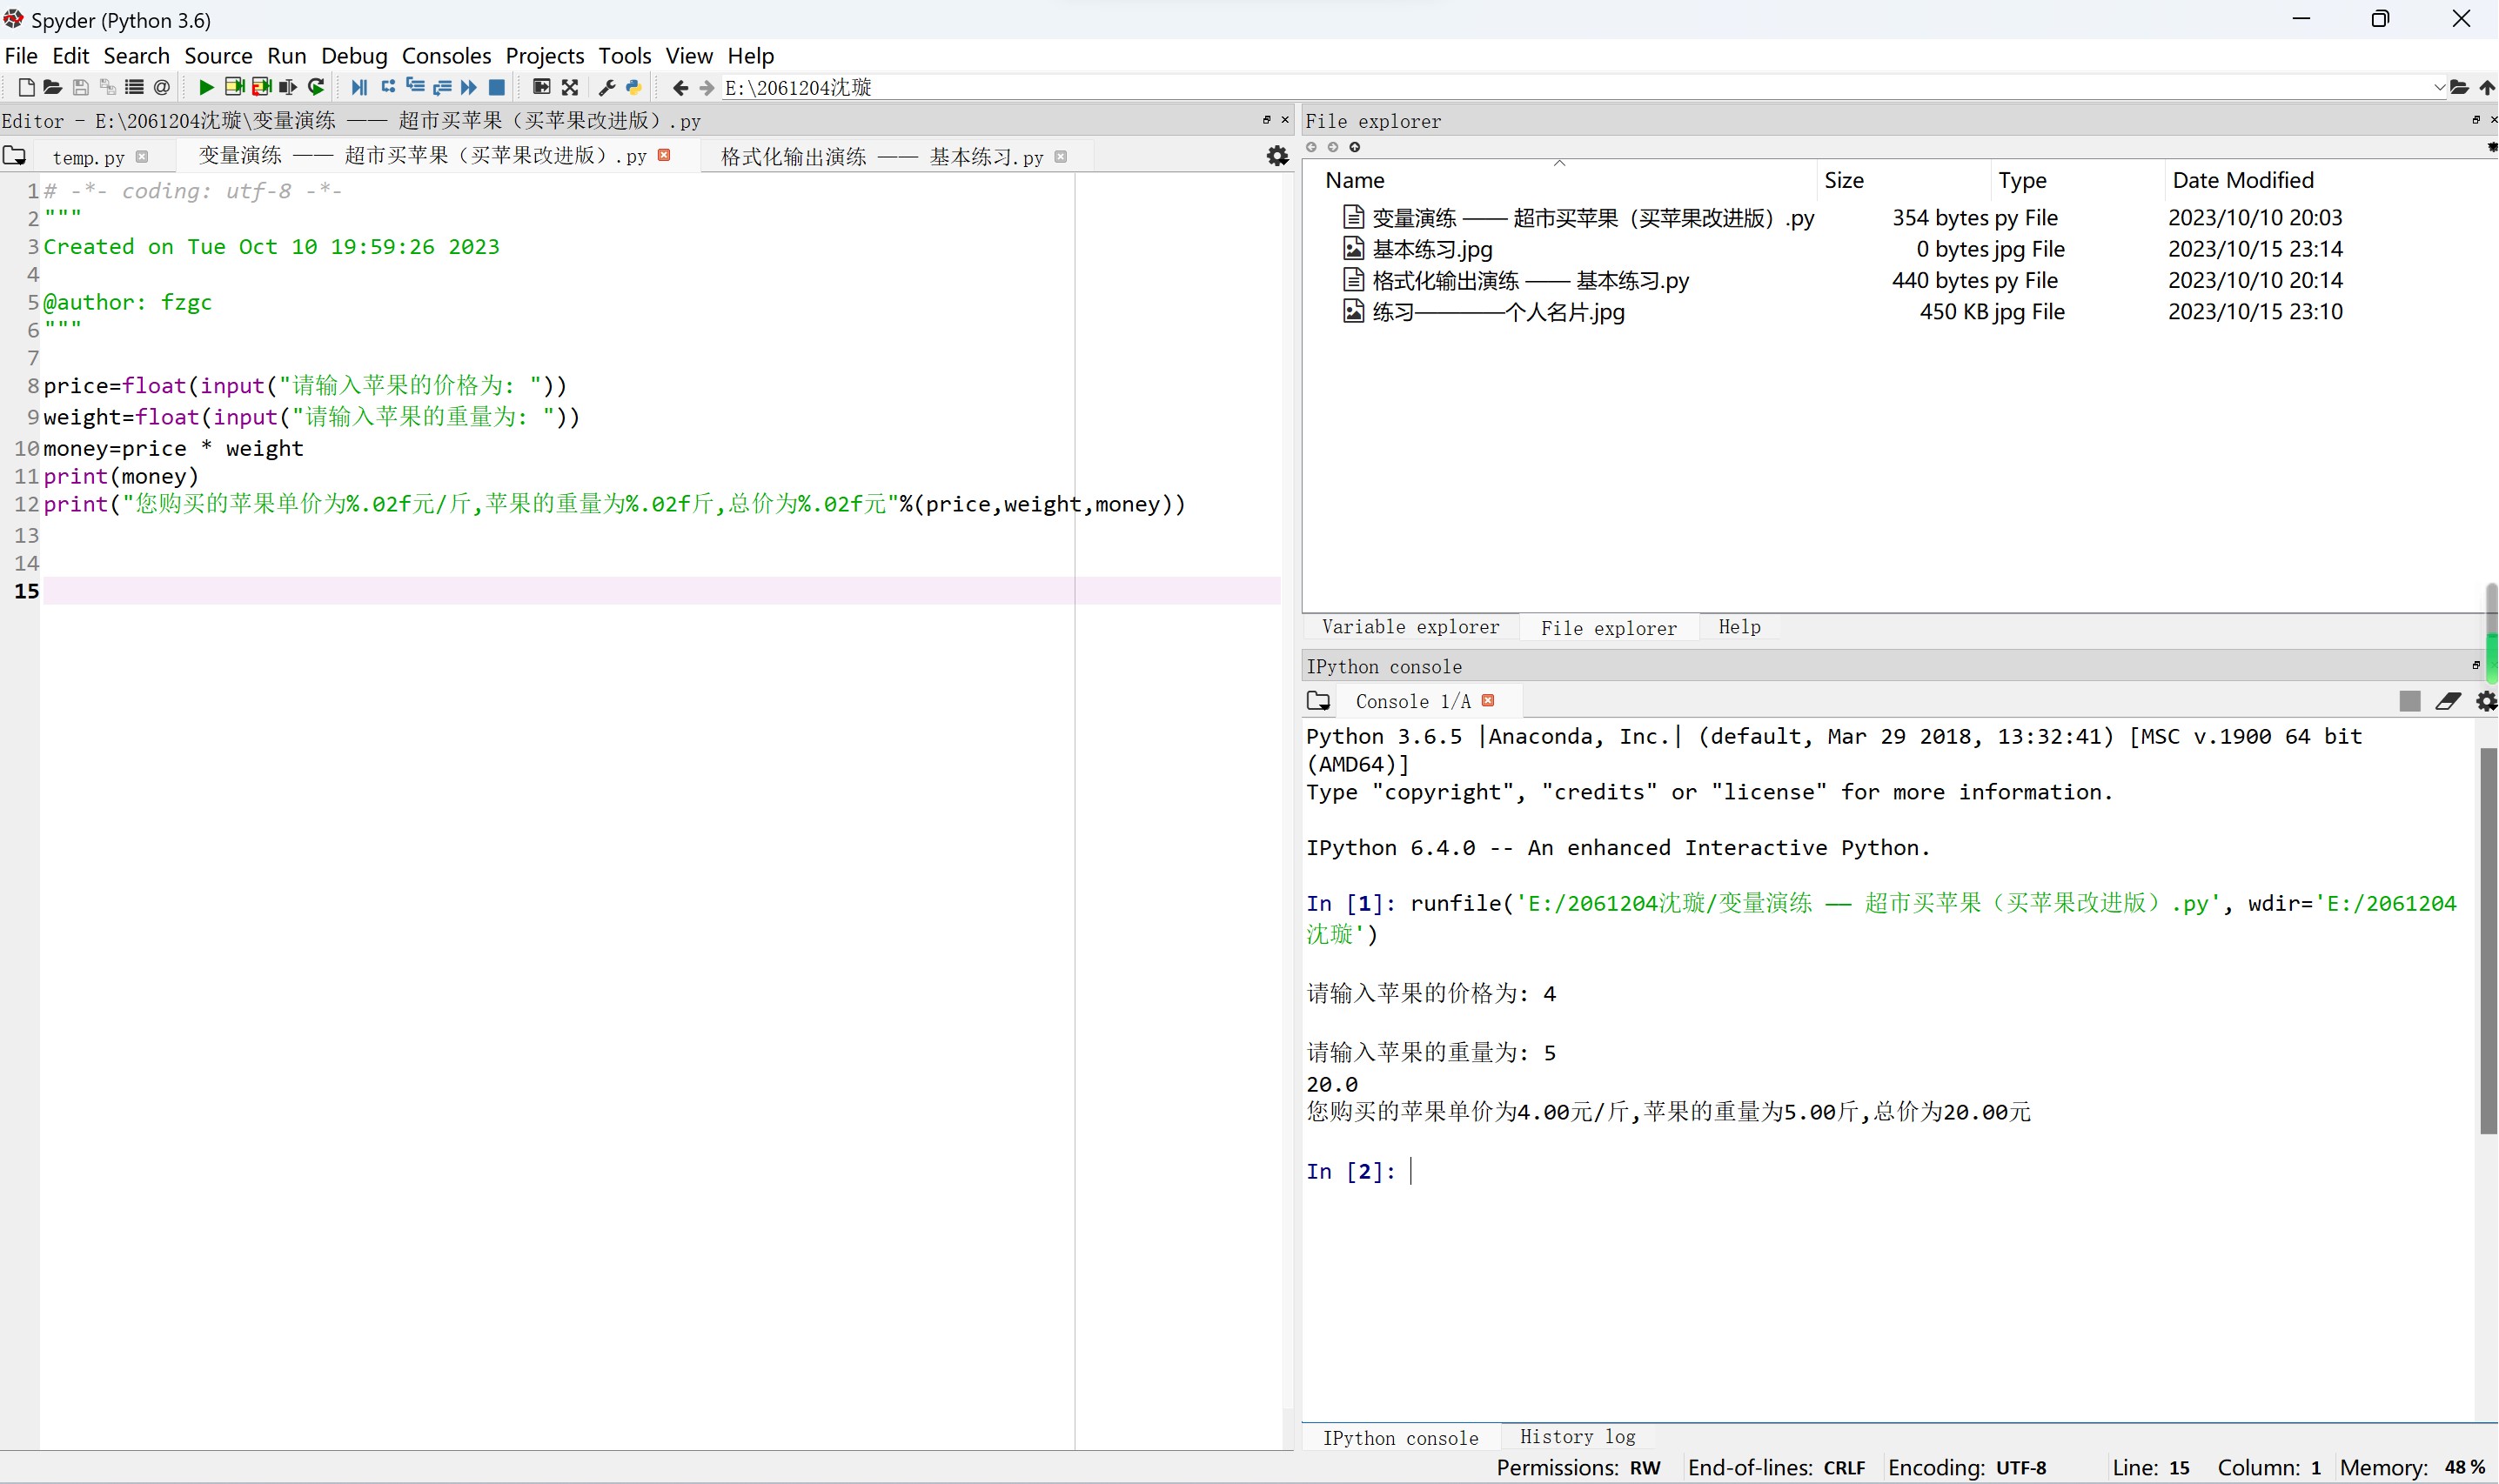 Spyder (Python 3.6)
File Edit Search Source Run Debug Consoles Projects Tools View Help
E:\2061204沈璇
Editor - E:\2061204沈璇\变量演练 —— 超市买苹果（买苹果改进版）.py
temp.py 变量演练 —— 超市买苹果（买苹果改进版）.py 格式化输出演练 —— 基本练习.py
1 # -*- coding: utf-8 -*-
2 """
3 Created on Tue Oct 10 19:59:26 2023
4
5 @author: fzgc
6 """
7
8 price=float(input("请输入苹果的价格为: "))
9 weight=float(input("请输入苹果的重量为: "))
10 money=price * weight
11 print(money)
12 print("您购买的苹果单价为%.02f元/斤,苹果的重量为%.02f斤,总价为%.02f元"%(price,weight,money))
13
14
15
File explorer
Name Size Type Date Modified
变量演练 —— 超市买苹果（买苹果改进版）.py 354 bytes py File 2023/10/10 20:03
基本练习.jpg 0 bytes jpg File 2023/10/15 23:14
格式化输出演练 —— 基本练习.py 440 bytes py File 2023/10/10 20:14
练习————个人名片.jpg 450 KB jpg File 2023/10/15 23:10
Variable explorer File explorer Help
IPython console
Console 1/A
Python 3.6.5 |Anaconda, Inc.| (default, Mar 29 2018, 13:32:41) [MSC v.1900 64 bit
(AMD64)]
Type "copyright", "credits" or "license" for more information.
IPython 6.4.0 -- An enhanced Interactive Python.
In [1]: runfile('E:/2061204沈璇/变量演练 —— 超市买苹果（买苹果改进版）.py', wdir='E:/2061204
沈璇')
请输入苹果的价格为: 4
请输入苹果的重量为: 5
20.0
您购买的苹果单价为4.00元/斤,苹果的重量为5.00斤,总价为20.00元
In [2]:
IPython console History log
Permissions: RW End-of-lines: CRLF Encoding: UTF-8 Line: 15 Column: 1 Memory: 48 %